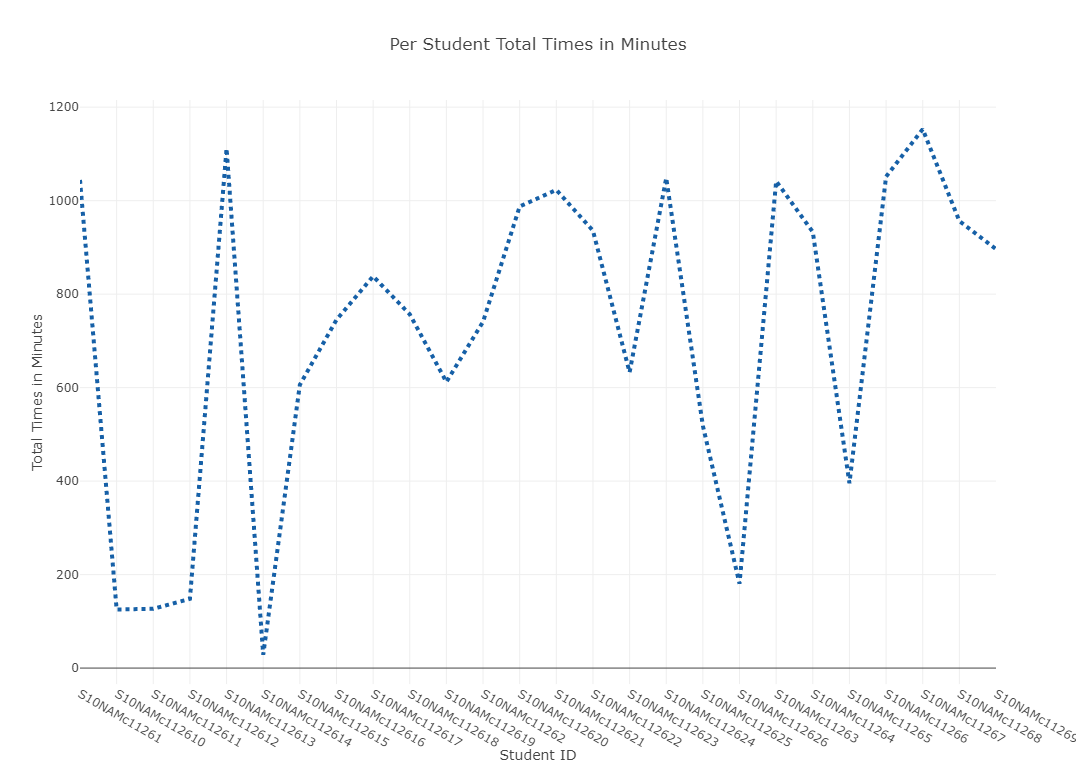 Per Student Total Times in Minutes
1200
1000
800
600
400
200
0
Total Times in Minutes
S10NAMc11261
S10NAMc112610
S10NAMc112611
S10NAMc112612
S10NAMc112613
S10NAMc112614
S10NAMc112615
S10NAMc112616
S10NAMc112617
S10NAMc112618
S10NAMc112619
S10NAMc11262
S10NAMc112620
S10NAMc112621
S10NAMc112622
S10NAMc112623
S10NAMc112624
S10NAMc112625
S10NAMc112626
S10NAMc11263
S10NAMc11264
S10NAMc11265
S10NAMc11266
S10NAMc11267
S10NAMc11268
S10NAMc11269
Student ID